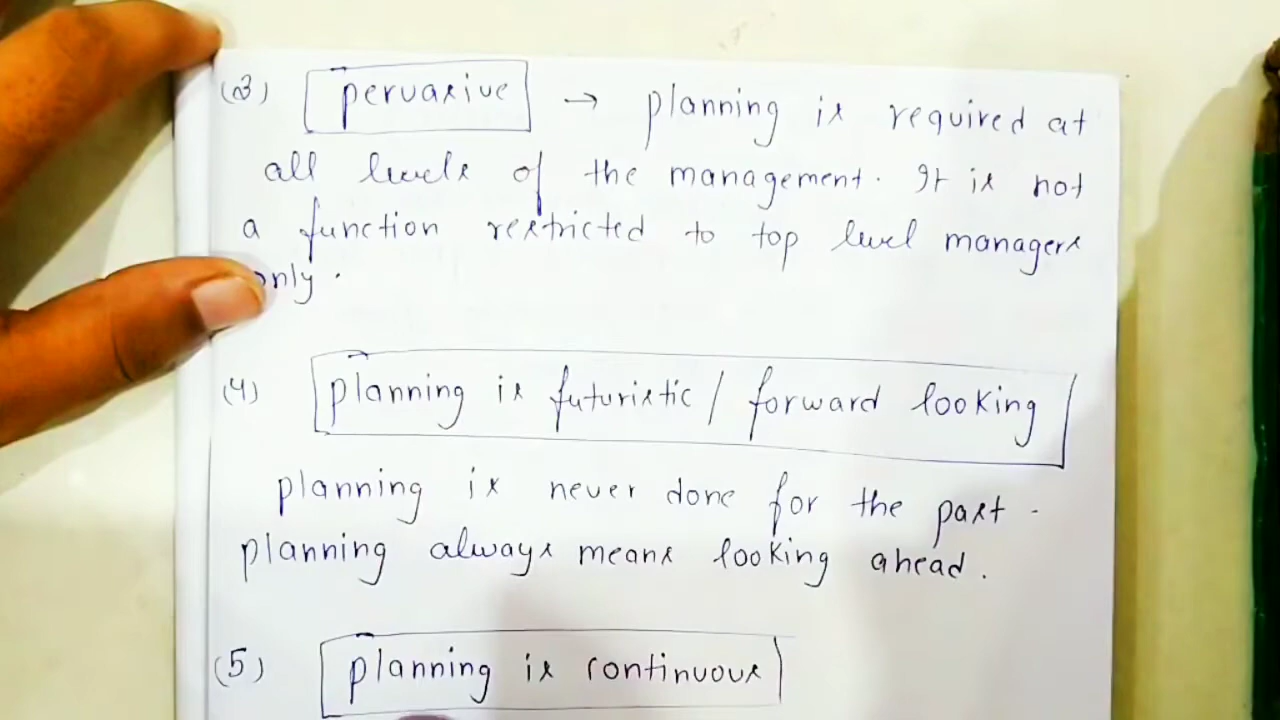 (3) pervasive → planning is required at
all levels of the management. It is not
a function restricted to top level managers
only.
(4) planning is futuristic / forward looking
planning is never done for the past.
planning always means looking ahead.
(5) planning is continuous